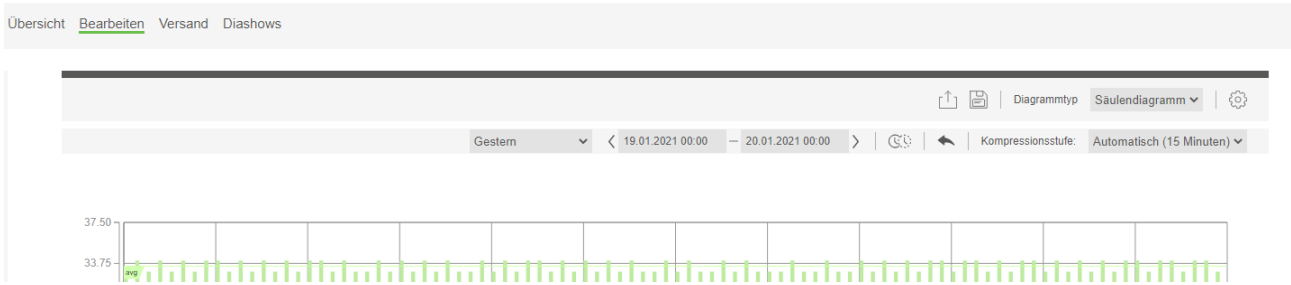 Übersicht Bearbeiten Versand Diashows
Diagrammtyp Säulendiagramm
Gestern 19.01.2021 00:00 — 20.01.2021 00:00 Kompressionsstufe: Automatisch (15 Minuten)
37.50
33.75
avg